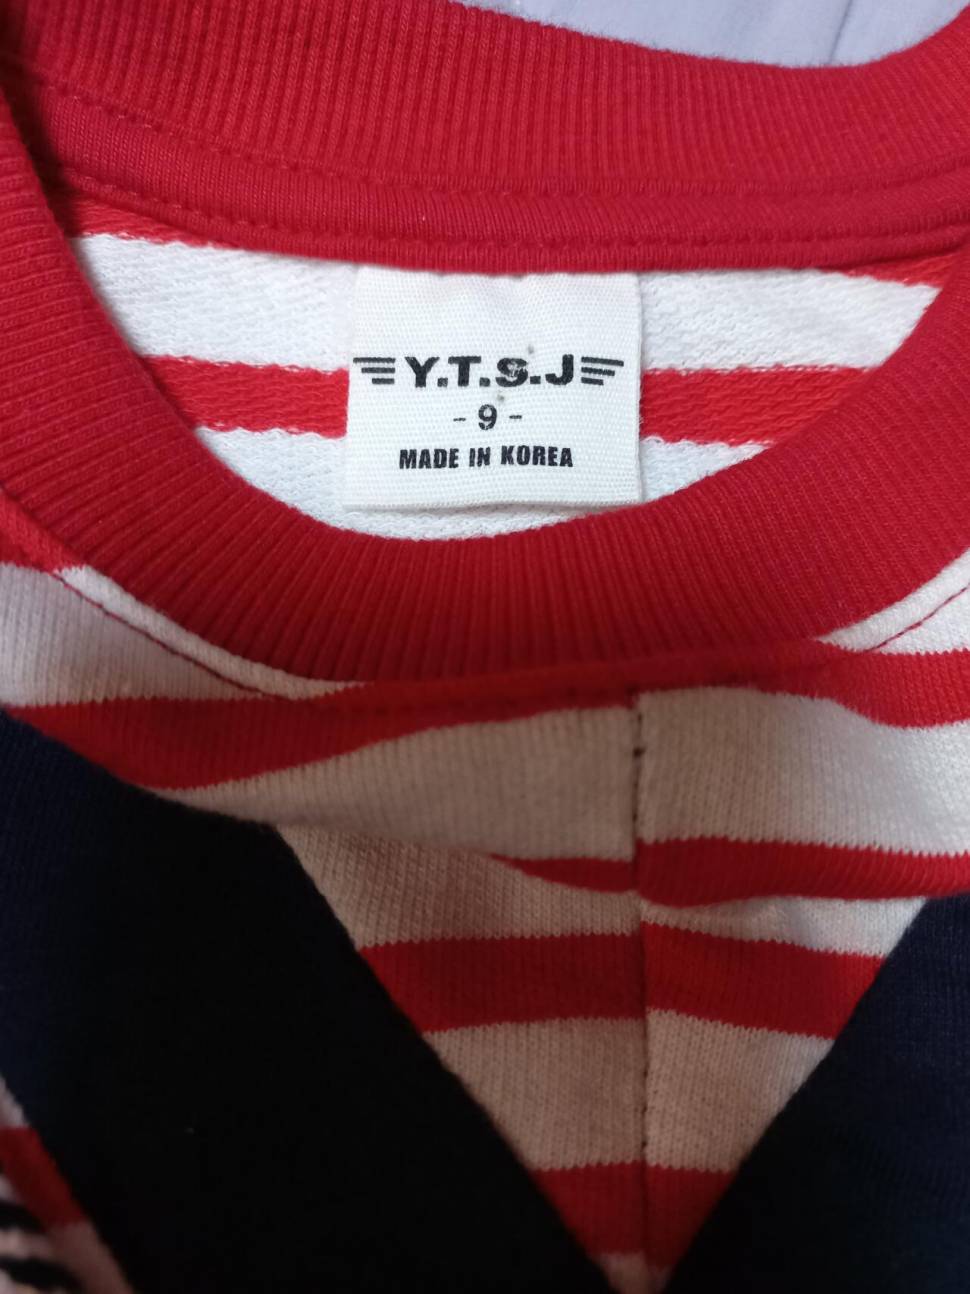 Y.T.S.J
- 9 -
MADE IN KOREA